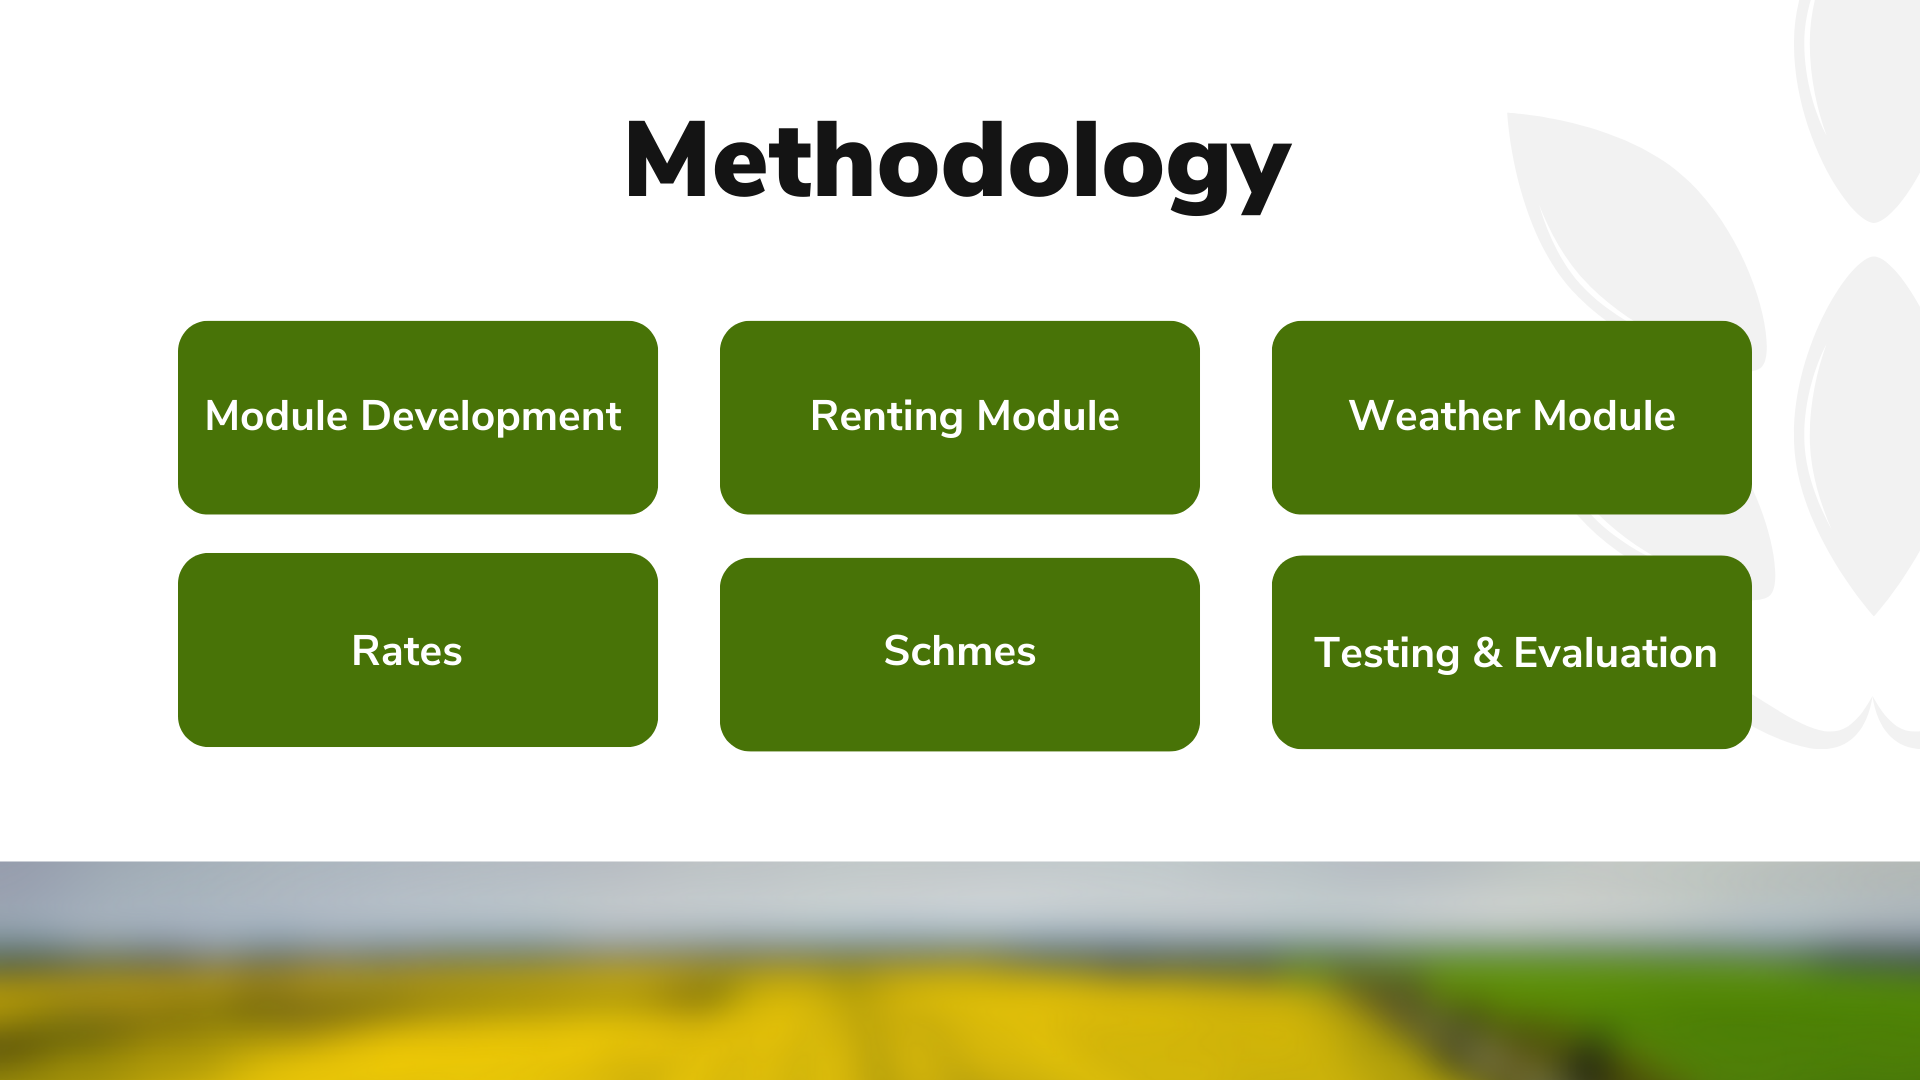 Methodology
Module Development
Renting Module
Weather Module
Rates
Schmes
Testing & Evaluation